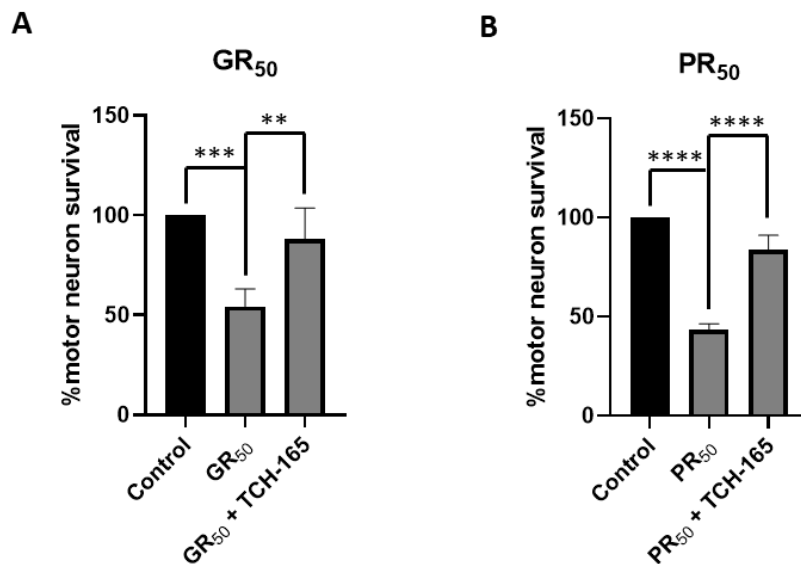 A
GR₅₀
%motor neuron survival
150
100
50
0
***
**
Control
GR₅₀
GR₅₀ + TCH-165
B
PR₅₀
%motor neuron survival
150
100
50
0
****
****
Control
PR₅₀
PR₅₀ + TCH-165